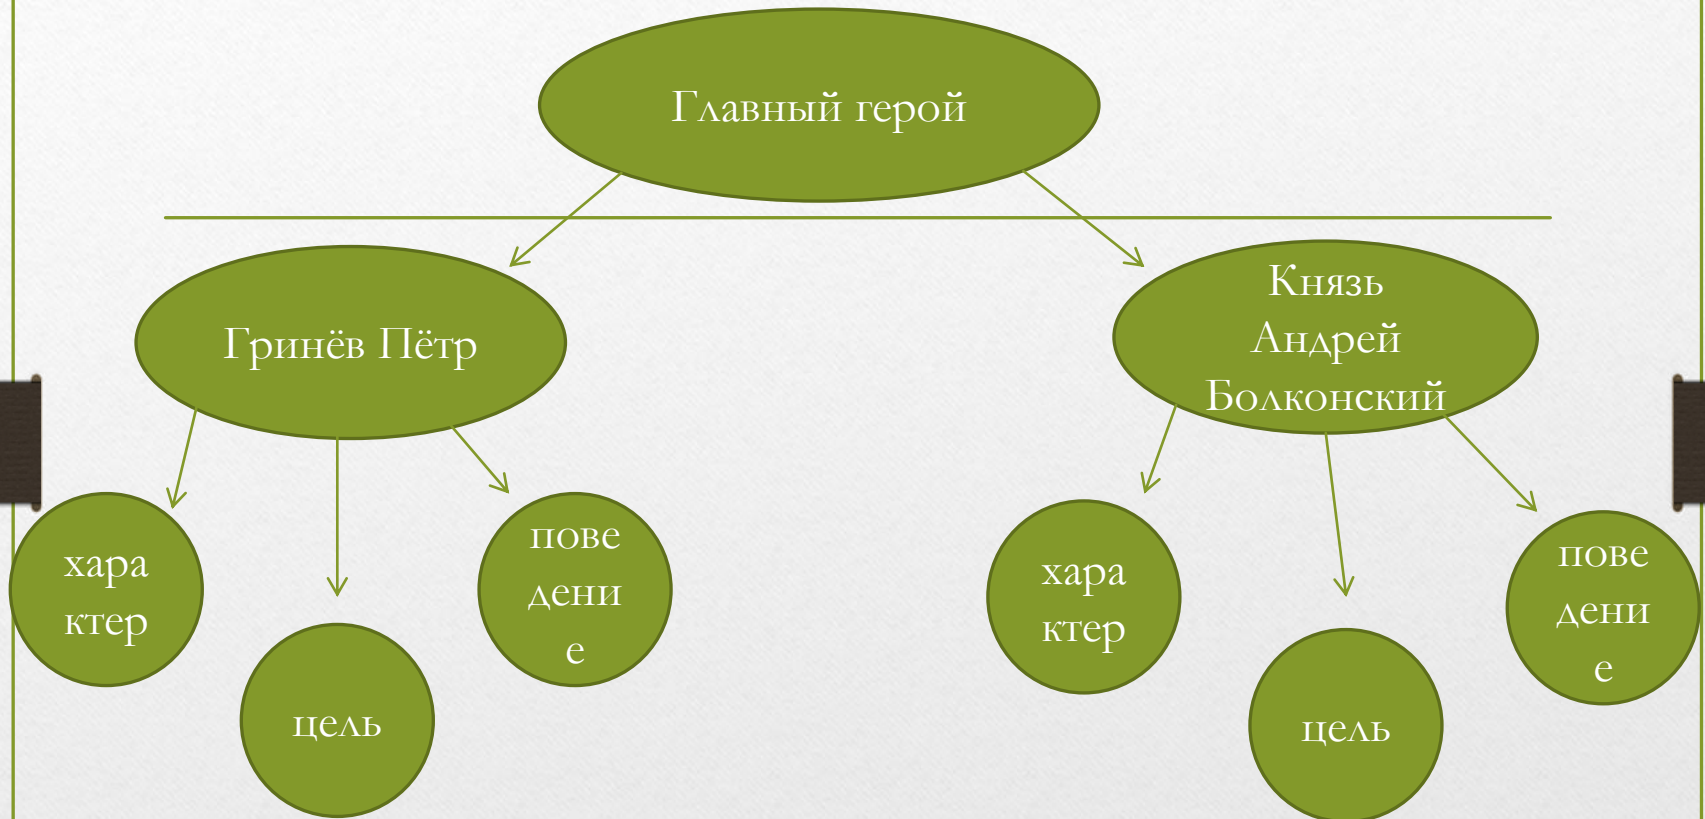 Главный герой
Гринёв Пётр
Князь
Андрей
Болконский
хара
ктер
цель
пове
дени
е
хара
ктер
цель
пове
дени
е